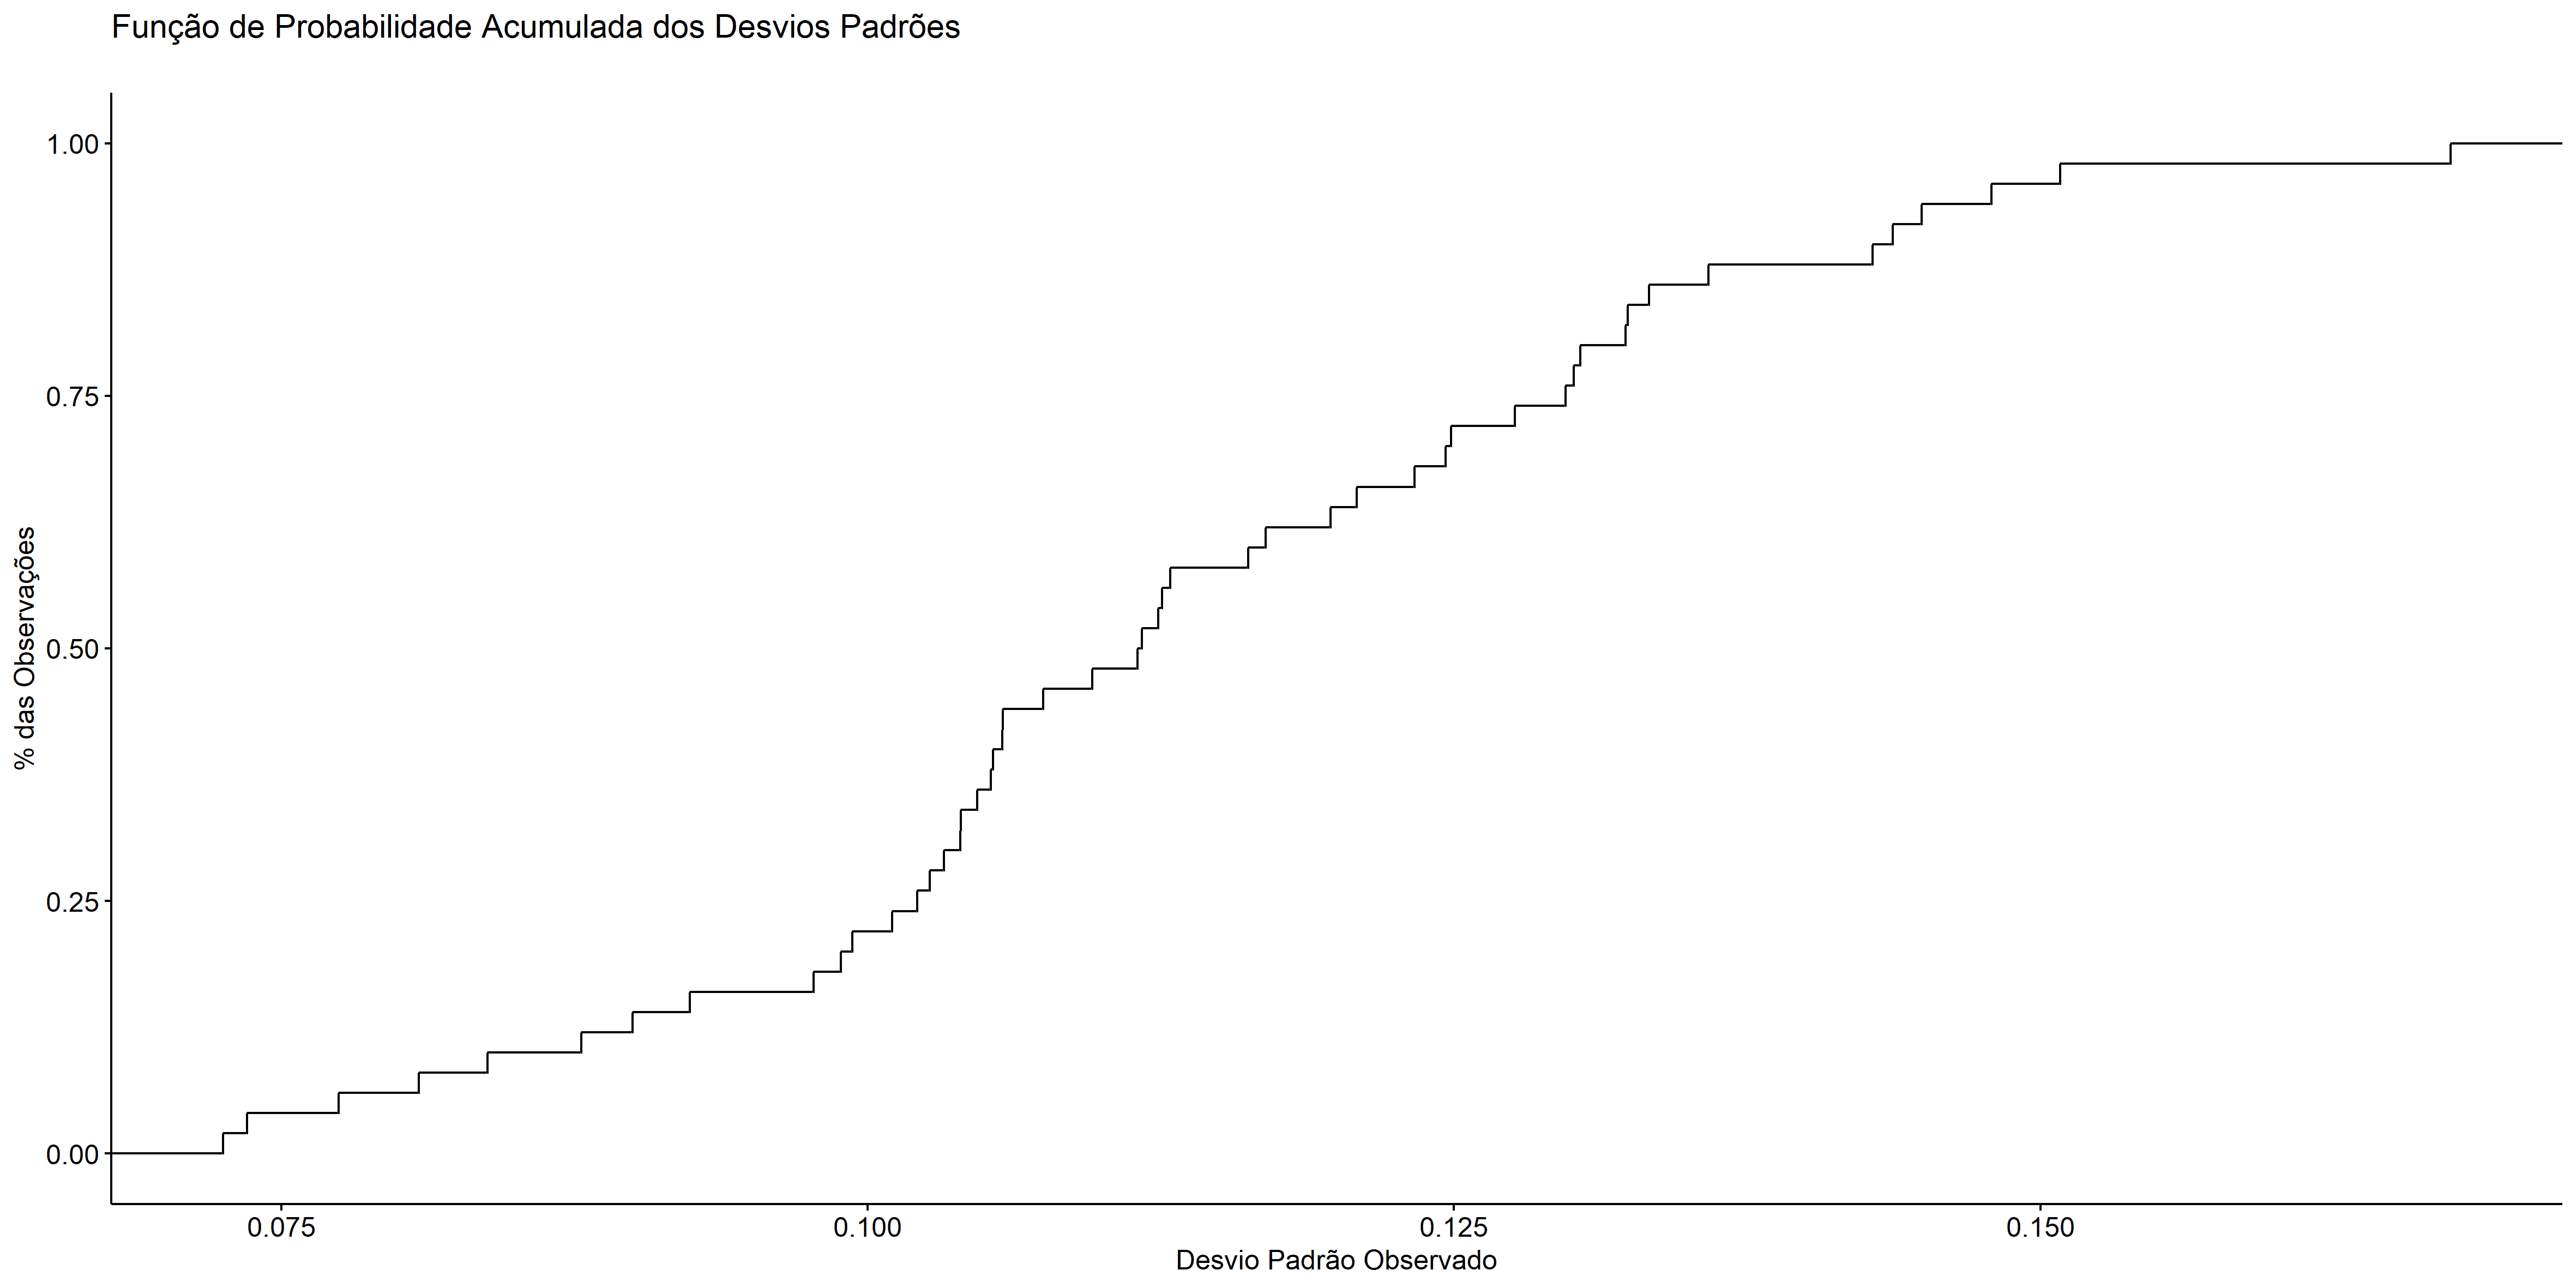 Função de Probabilidade Acumulada dos Desvios Padrões
1.00
0.75
0.50
0.25
0.00
% das Observações
0.075 0.100 0.125 0.150
Desvio Padrão Observado